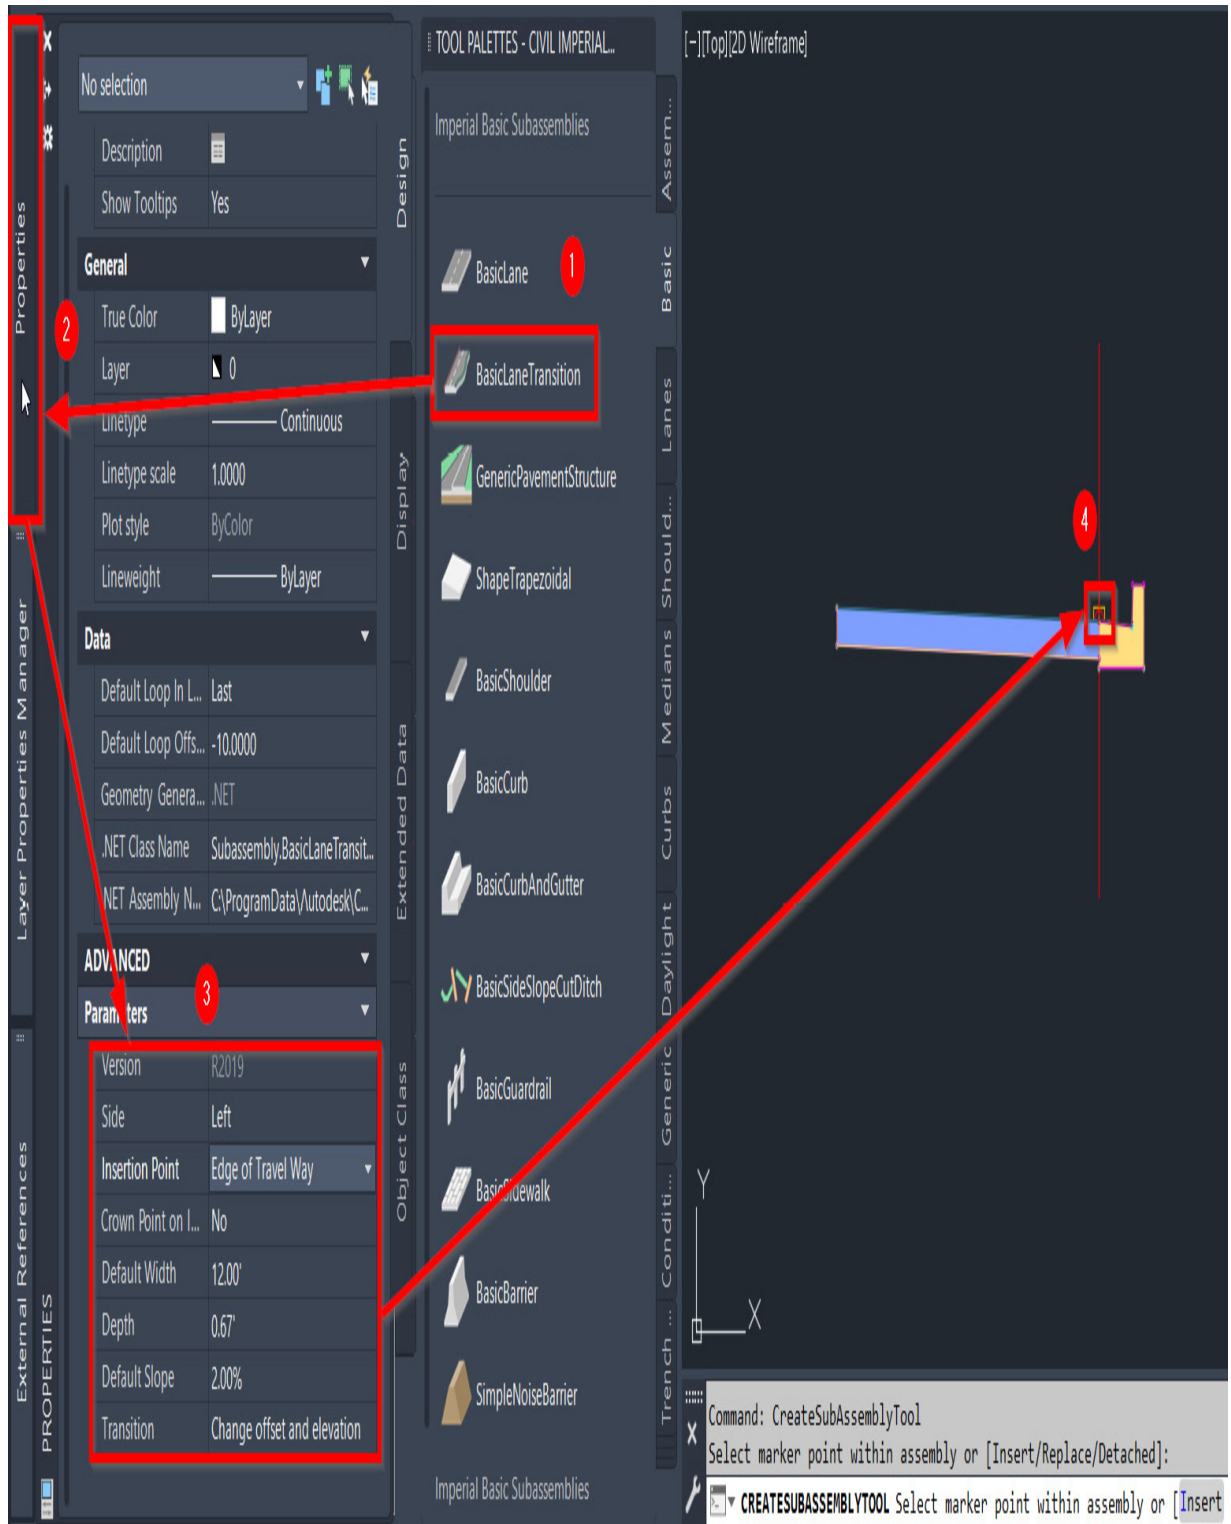 Properties
Layer Properties Manager
External References
PROPERTIES
No selection
Description
Show Tooltips Yes
General
True Color ByLayer
Layer 0
Linetype Continuous
Linetype scale 1.0000
Plot style ByColor
Lineweight ByLayer
Data
Default Loop In L... Last
Default Loop Offs... -10.0000
Geometry Genera... .NET
.NET Class Name Subassembly.BasicLaneTransit...
.NET Assembly N... C:\ProgramData\Autodesk\C...
ADVANCED
Parameters
Version R2019
Side Left
Insertion Point Edge of Travel Way
Crown Point on I... No
Default Width 12.00'
Depth 0.67'
Default Slope 2.00%
Transition Change offset and elevation
Design
Display
Extended Data
Object Class
2
3
TOOL PALETTES - CIVIL IMPERIAL...
Imperial Basic Subassemblies
BasicLane
1
BasicLaneTransition
GenericPavementStructure
ShapeTrapezoidal
BasicShoulder
BasicCurb
BasicCurbAndGutter
BasicSideSlopeCutDitch
BasicGuardrail
BasicSidewalk
BasicBarrier
SimpleNoiseBarrier
Imperial Basic Subassemblies
Assem...
Basic
Lanes
Should...
Medians
Curbs
Daylight
Generic
Conditi...
Trench ...
[-][Top][2D Wireframe]
4
Y
X
Command: CreateSubAssemblyTool
Select marker point within assembly or [Insert/Replace/Detached]:
CREATESUBASSEMBLYTOOL Select marker point within assembly or [Insert